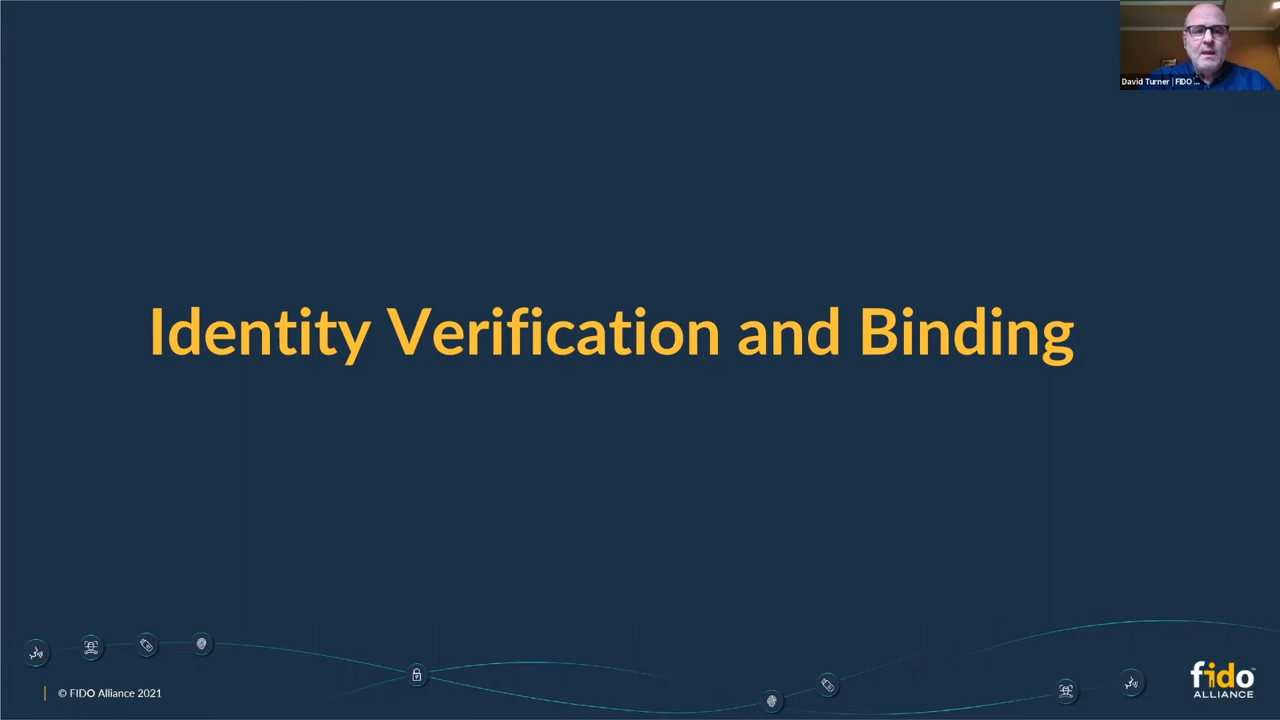 David Turner | FIDO ...
Identity Verification and Binding
© FIDO Alliance 2021
fido
ALLIANCE